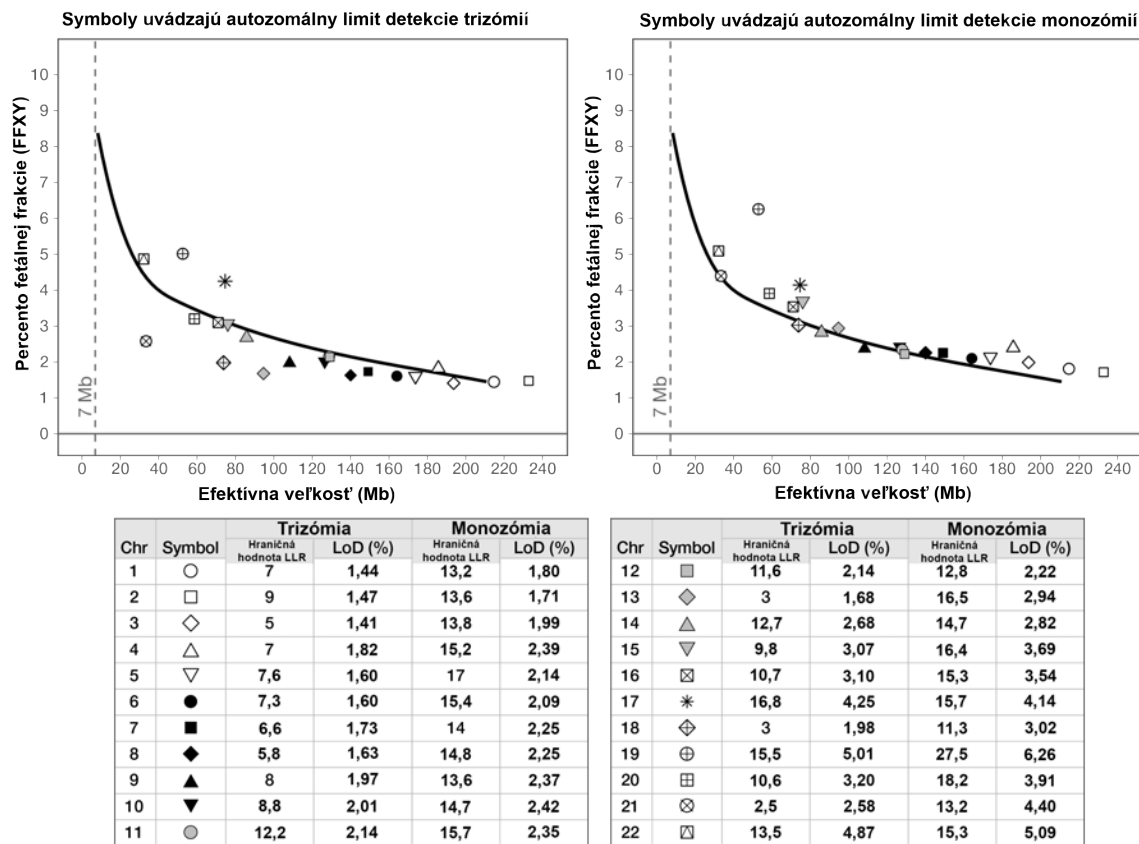 Symboly uvádzajú autozomálny limit detekcie trizómií
Symboly uvádzajú autozomálny limit detekcie monozómií
Percento fetálnej frakcie (FFXY)
10
9
8
7
6
5
4
3
2
1
0
7 Mb
0 20 40 60 80 100 120 140 160 180 200 220 240
Efektívna veľkosť (Mb)
Percento fetálnej frakcie (FFXY)
10
9
8
7
6
5
4
3
2
1
0
7 Mb
0 20 40 60 80 100 120 140 160 180 200 220 240
Efektívna veľkosť (Mb)
Trizómia Monozómia
Chr Symbol Hraničná hodnota LLR LoD (%) Hraničná hodnota LLR LoD (%)
1 7 1,44 13,2 1,80
2 9 1,47 13,6 1,71
3 5 1,41 13,8 1,99
4 7 1,82 15,2 2,39
5 7,6 1,60 17 2,14
6 7,3 1,60 15,4 2,09
7 6,6 1,73 14 2,25
8 5,8 1,63 14,8 2,25
9 8 1,97 13,6 2,37
10 8,8 2,01 14,7 2,42
11 12,2 2,14 15,7 2,35
Trizómia Monozómia
Chr Symbol Hraničná hodnota LLR LoD (%) Hraničná hodnota LLR LoD (%)
12 11,6 2,14 12,8 2,22
13 3 1,68 16,5 2,94
14 12,7 2,68 14,7 2,82
15 9,8 3,07 16,4 3,69
16 10,7 3,10 15,3 3,54
17 16,8 4,25 15,7 4,14
18 3 1,98 11,3 3,02
19 15,5 5,01 27,5 6,26
20 10,6 3,20 18,2 3,91
21 2,5 2,58 13,2 4,40
22 13,5 4,87 15,3 5,09